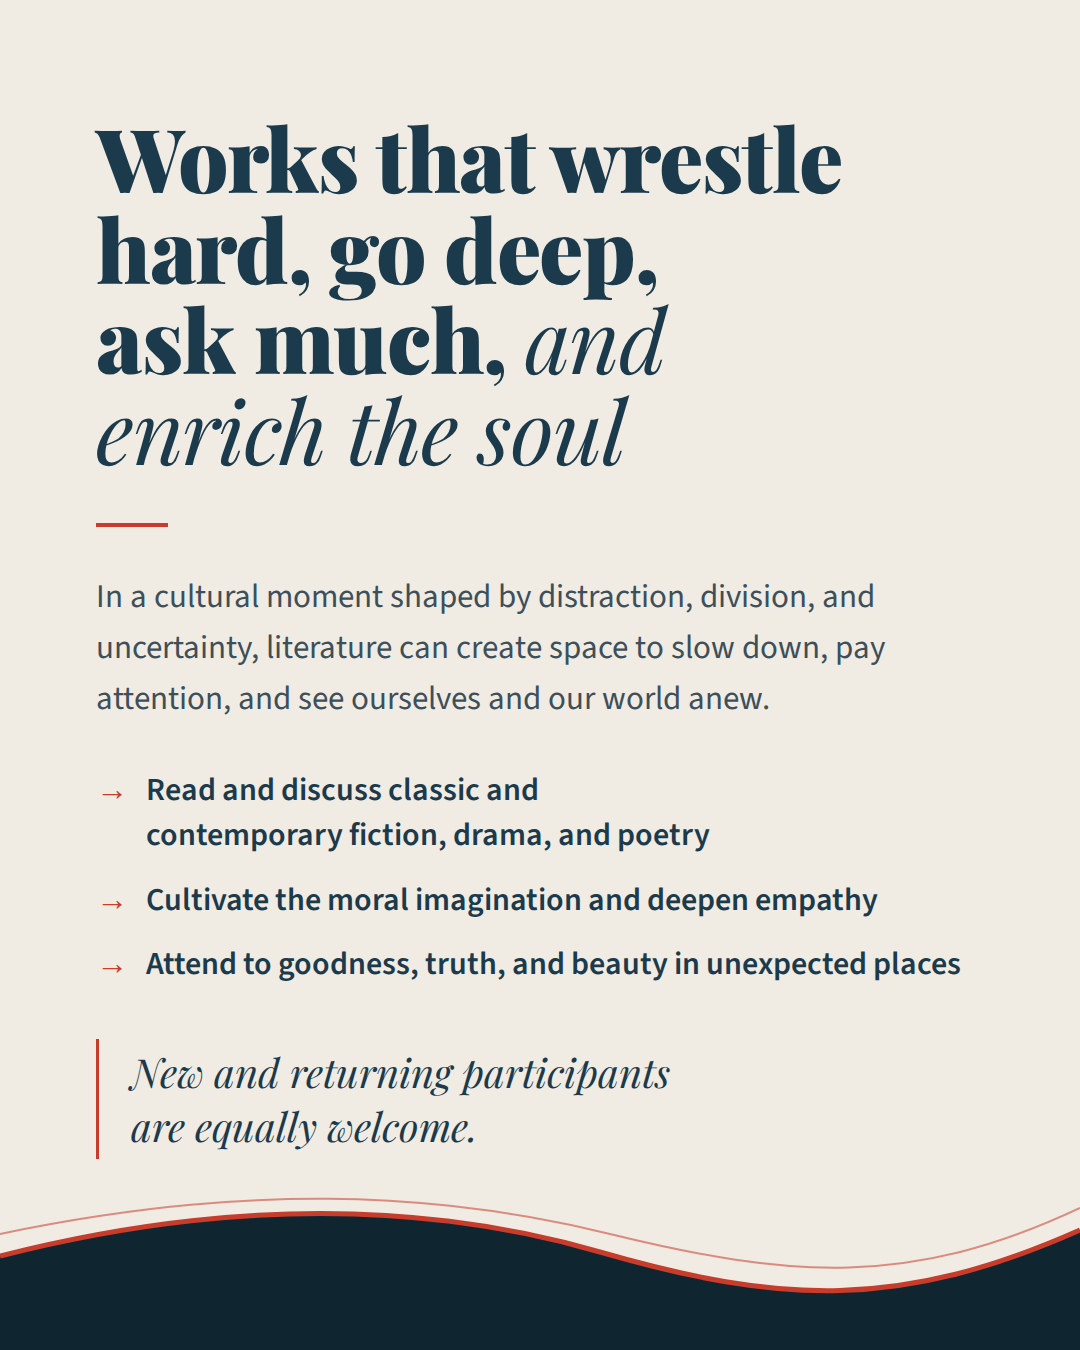 Works that wrestle
hard, go deep,
ask much, and
enrich the soul
In a cultural moment shaped by distraction, division, and
uncertainty, literature can create space to slow down, pay
attention, and see ourselves and our world anew.
→ Read and discuss classic and
contemporary fiction, drama, and poetry
→ Cultivate the moral imagination and deepen empathy
→ Attend to goodness, truth, and beauty in unexpected places
New and returning participants
are equally welcome.